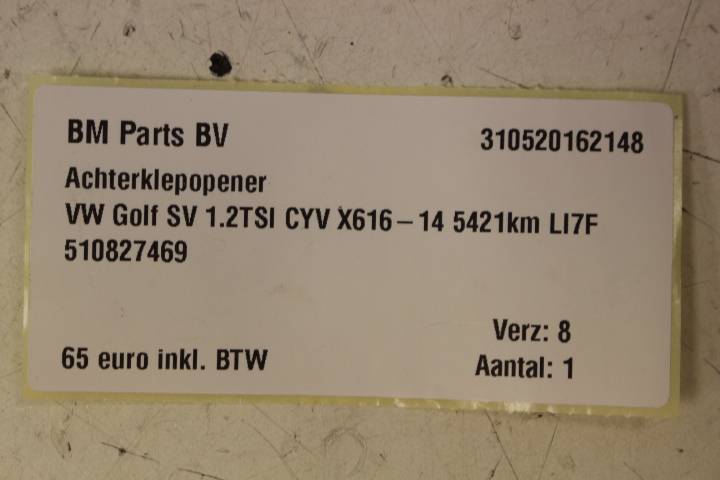 BM Parts BV 310520162148
Achterklepopener
VW Golf SV 1.2TSI CYV X616-14 5421km LI7F
510827469
Verz: 8
65 euro inkl. BTW Aantal: 1